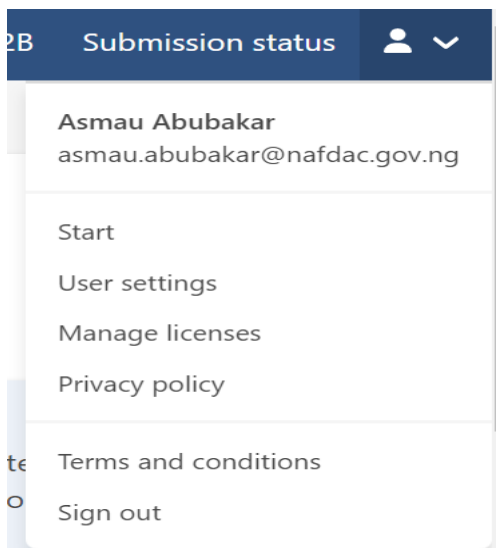 2B Submission status
Asmau Abubakar
asmau.abubakar@nafdac.gov.ng
Start
User settings
Manage licenses
Privacy policy
te
Terms and conditions
o
Sign out